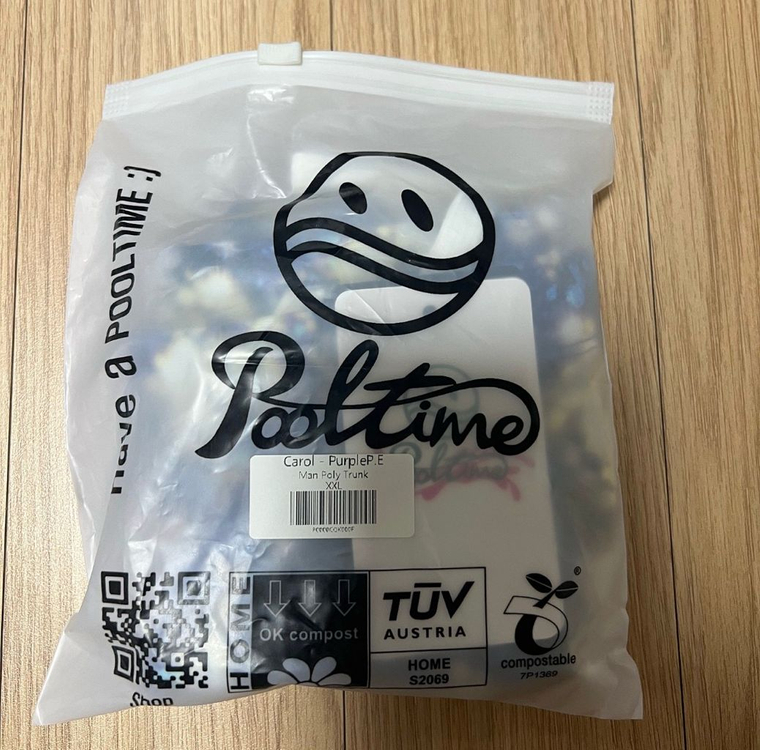 Have a POOLTIME :)
Pooltime
Carol - PurpleP.E
Man Poly Trunk
XXL
Pooltime
HOME
OK compost
TÜV
AUSTRIA
HOME
S2069
®
compostable
7P1389
Shop